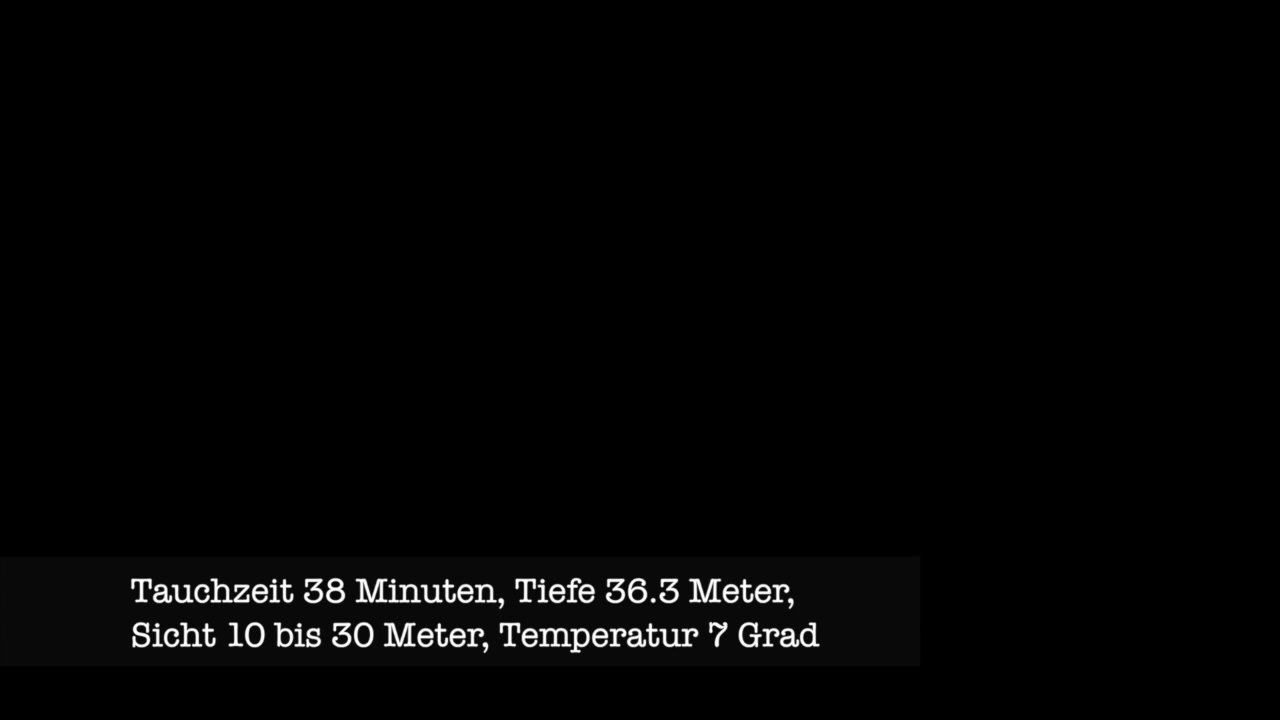 Tauchzeit 38 Minuten, Tiefe 36.3 Meter,
Sicht 10 bis 30 Meter, Temperatur 7 Grad